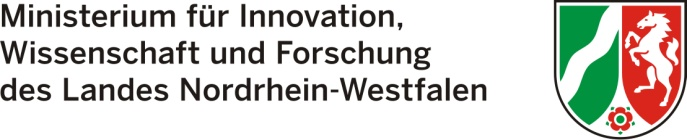 Ministerium für Innovation,
Wissenschaft und Forschung
des Landes Nordrhein-Westfalen